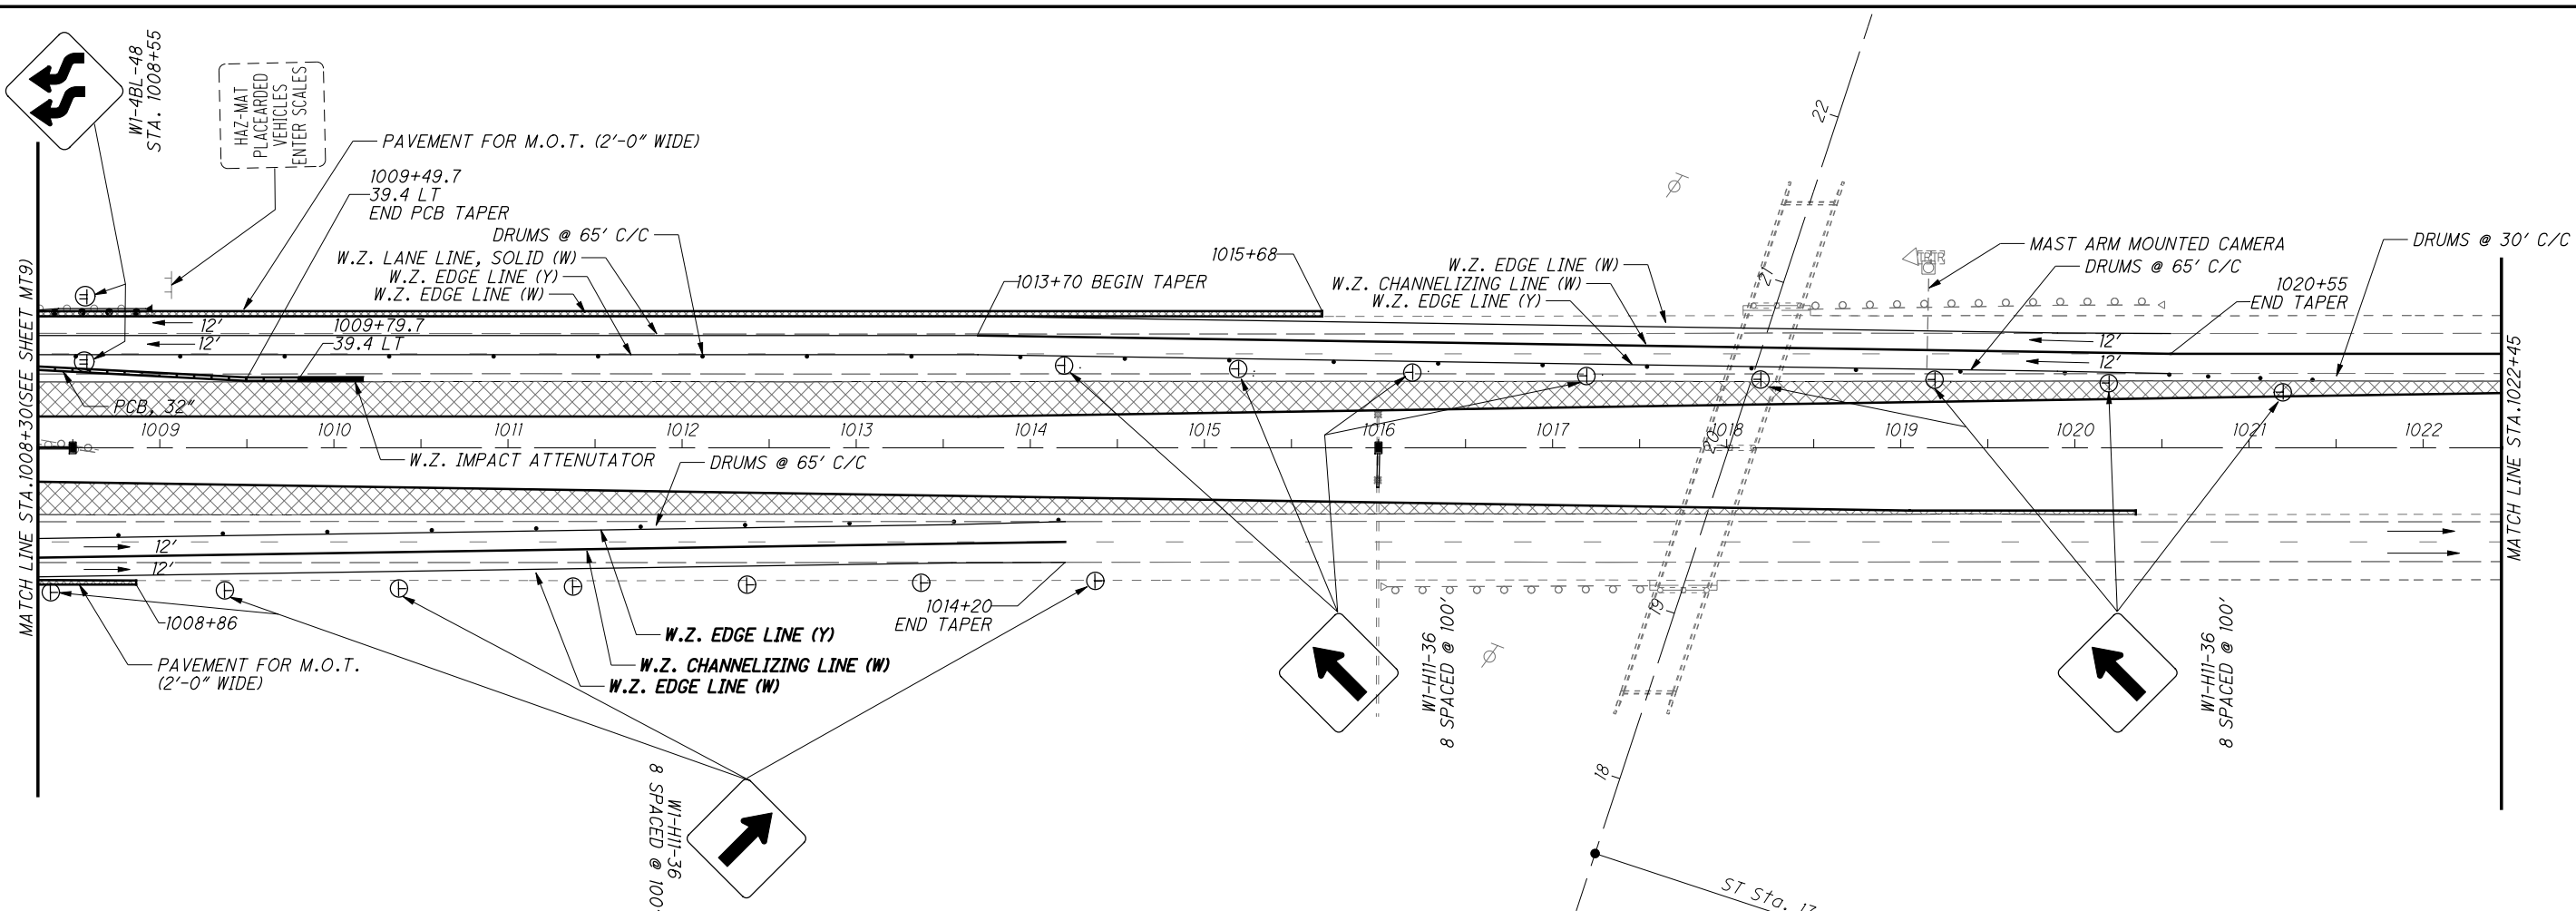 W1-4BL-48
STA. 1008+55
HAZ-MAT
PLACEARDED
VEHICLES
ENTER SCALES
PAVEMENT FOR M.O.T. (2'-0" WIDE)
1009+49.7
39.4 LT
END PCB TAPER
DRUMS @ 65' C/C
W.Z. LANE LINE, SOLID (W)
W.Z. EDGE LINE (Y)
W.Z. EDGE LINE (W)
1013+70 BEGIN TAPER
1015+68
W.Z. EDGE LINE (W)
W.Z. CHANNELIZING LINE (W)
W.Z. EDGE LINE (Y)
MAST ARM MOUNTED CAMERA
DRUMS @ 65' C/C
DRUMS @ 30' C/C
1020+55
END TAPER
22
21
20
19
18
12'
12'
1009+79.7
39.4 LT
12'
12'
PCB, 32"
MATCH LINE STA.1008+30(SEE SHEET MT9)
MATCH LINE STA.1022+45
1009
1010
1011
1012
1013
1014
1015
1016
1017
1018
1019
1020
1021
1022
W.Z. IMPACT ATTENUTATOR
DRUMS @ 65' C/C
12'
12'
1008+86
PAVEMENT FOR M.O.T.
(2'-0" WIDE)
W.Z. EDGE LINE (Y)
W.Z. CHANNELIZING LINE (W)
W.Z. EDGE LINE (W)
1014+20
END TAPER
W1-H11-36
8 SPACED @ 100'
W1-H11-36
8 SPACED @ 100'
W1-H11-36
8 SPACED @ 100'
ST Sta. 17